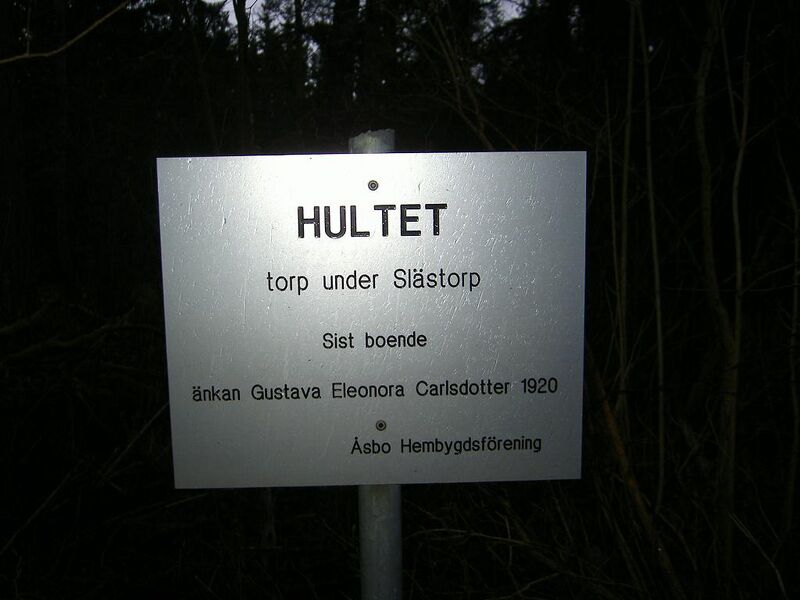 HULTET
torp under Slästorp
Sist boende
änkan Gustava Eleonora Carlsdotter 1920
Åsbo Hembygdsförening